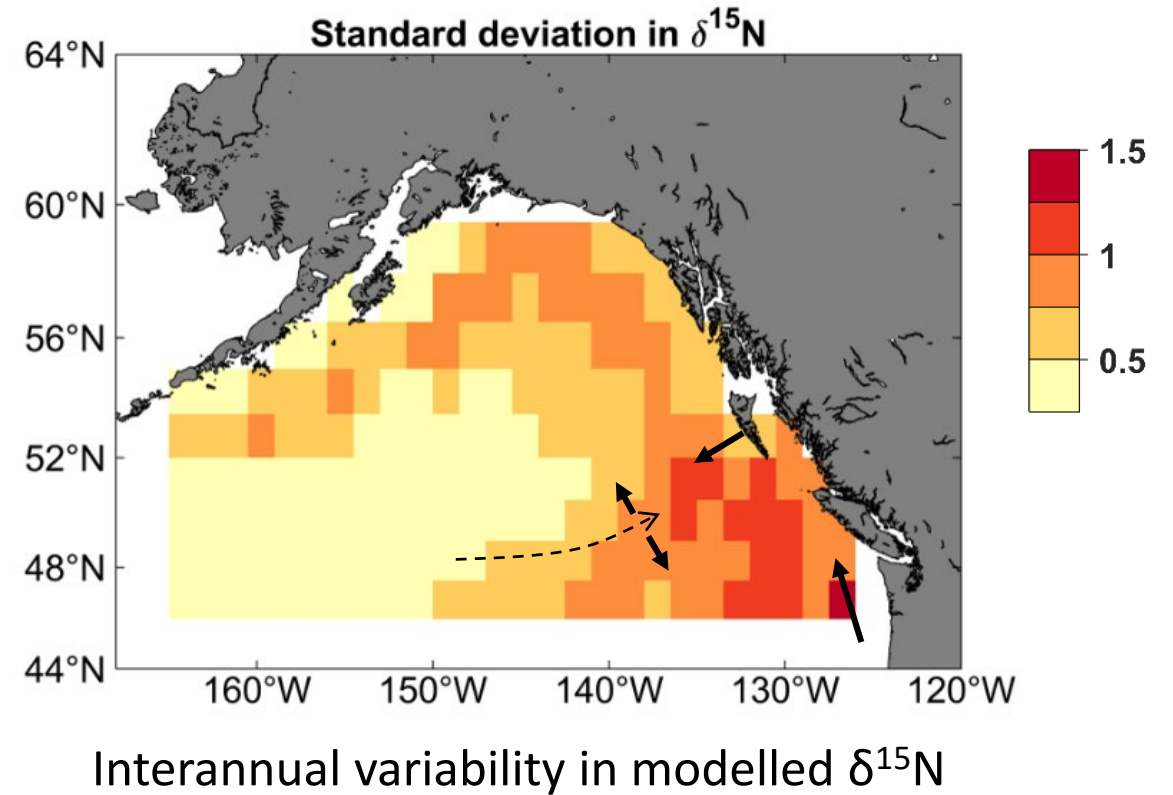 Standard deviation in δ¹⁵N
64°N
60°N
56°N
52°N
48°N
44°N
160°W 150°W 140°W 130°W 120°W
1.5
1
0.5
Interannual variability in modelled δ¹⁵N